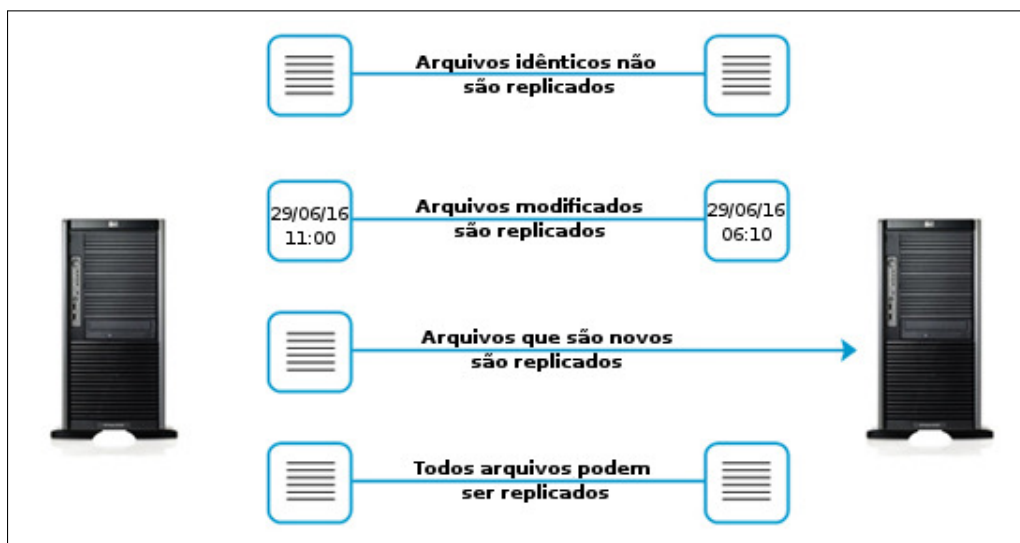 Arquivos idênticos não
são replicados
29/06/16
11:00
Arquivos modificados
são replicados
29/06/16
06:10
Arquivos que são novos
são replicados
Todos arquivos podem
ser replicados